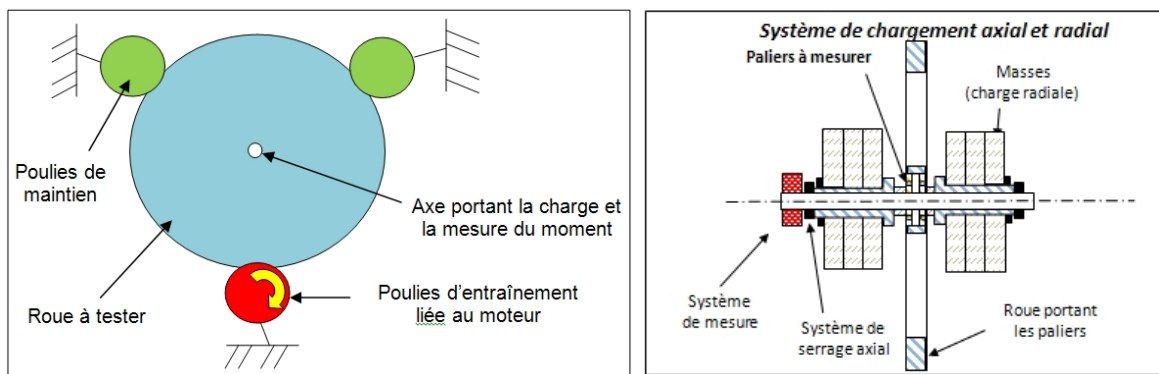 Poulies de
maintien
Axe portant la charge et
la mesure du moment
Roue à tester
Poulies d'entraînement
liée au moteur
Système de chargement axial et radial
Paliers à mesurer
Masses
(charge radiale)
Système
de mesure
Système de
serrage axial
Roue portant
les paliers